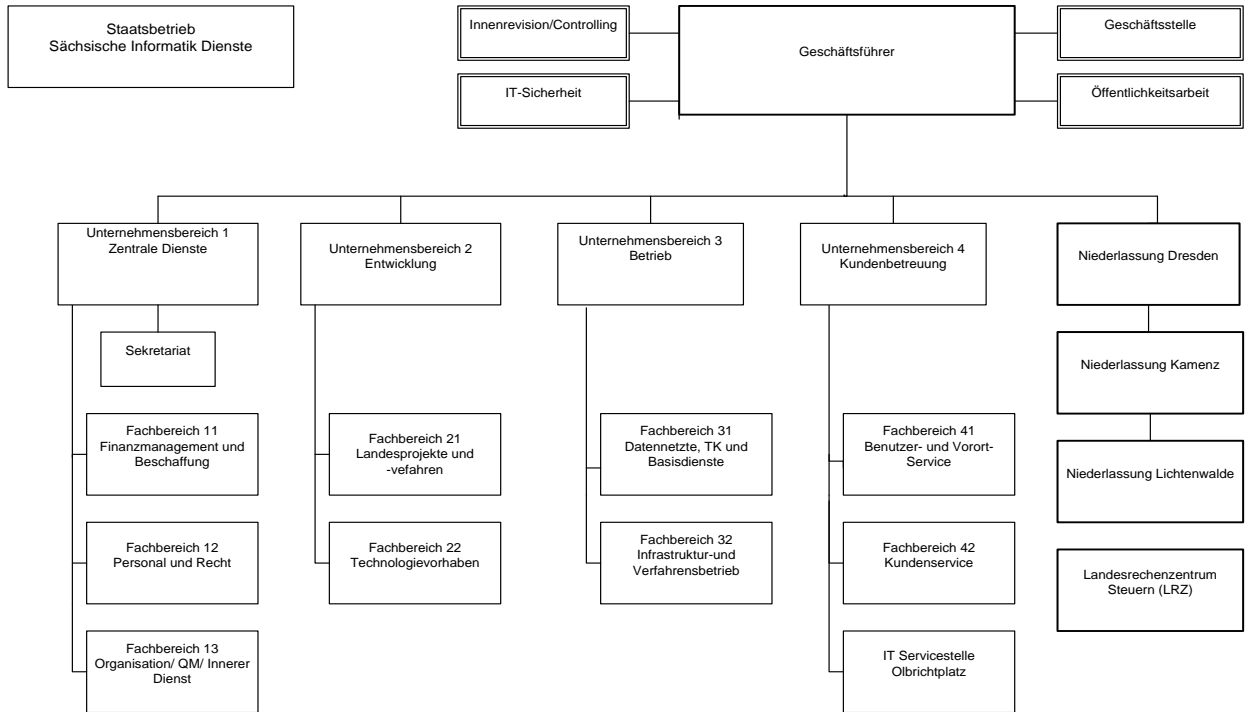 Staatsbetrieb
Sächsische Informatik Dienste
Innenrevision/Controlling
Geschäftsführer
Geschäftsstelle
IT-Sicherheit
Öffentlichkeitsarbeit
Unternehmensbereich 1
Zentrale Dienste
Unternehmensbereich 2
Entwicklung
Unternehmensbereich 3
Betrieb
Unternehmensbereich 4
Kundenbetreuung
Niederlassung Dresden
Sekretariat
Niederlassung Kamenz
Fachbereich 11
Finanzmanagement und
Beschaffung
Fachbereich 21
Landesprojekte und
-vefahren
Fachbereich 31
Datennetzte, TK und
Basisdienste
Fachbereich 41
Benutzer- und Vorort-
Service
Niederlassung Lichtenwalde
Fachbereich 12
Personal und Recht
Fachbereich 22
Technologievorhaben
Fachbereich 32
Infrastruktur-und
Verfahrensbetrieb
Fachbereich 42
Kundenservice
Landesrechenzentrum
Steuern (LRZ)
Fachbereich 13
Organisation/ QM/ Innerer
Dienst
IT Servicestelle
Olbrichtplatz